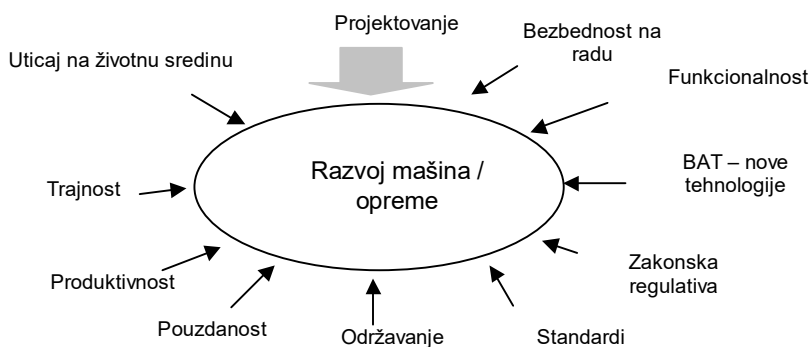 Projektovanje
Bezbednost na
radu
Uticaj na životnu sredinu
Funkcionalnost
Razvoj mašina /
opreme
BAT – nove
tehnologije
Trajnost
Zakonska
regulativa
Produktivnost
Pouzdanost
Održavanje
Standardi